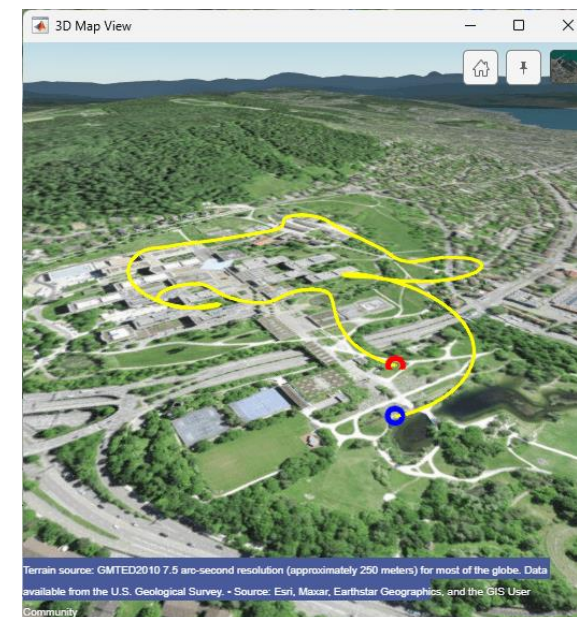 3D Map View
Terrain source: GMTED2010 7.5 arc-second resolution (approximately 250 meters) for most of the globe. Data
available from the U.S. Geological Survey. • Source: Esri, Maxar, Earthstar Geographics, and the GIS User
Community